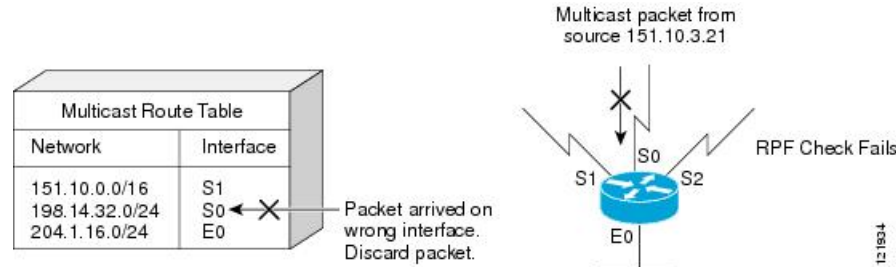 Multicast packet from
source 151.10.3.21
Multicast Route Table
Network Interface
151.10.0.0/16 S1
198.14.32.0/24 S0
204.1.16.0/24 E0
Packet arrived on
wrong interface.
Discard packet.
RPF Check Fails
S0
S1
S2
E0
121934